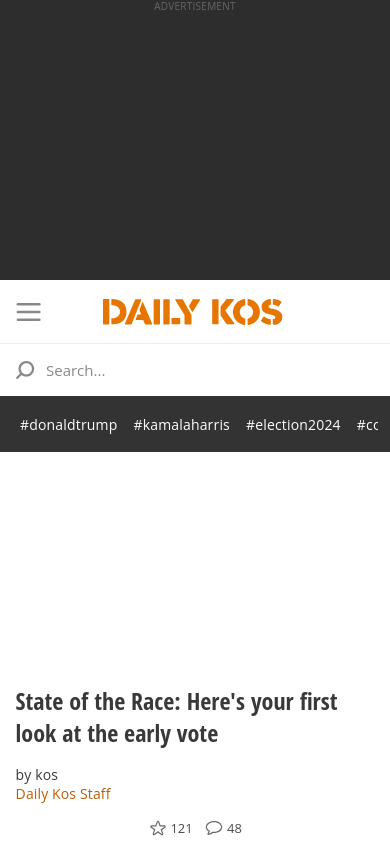 ADVERTISEMENT
DAILY KOS
Search...
#donaldtrump #kamalaharris #election2024
State of the Race: Here's your first
look at the early vote
by kos
Daily Kos Staff
121 48